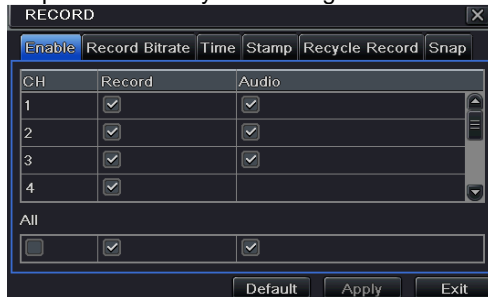 RECORD
Enable Record Bitrate Time Stamp Recycle Record Snap
CH Record Audio
1
2
3
4
All
Default Apply Exit